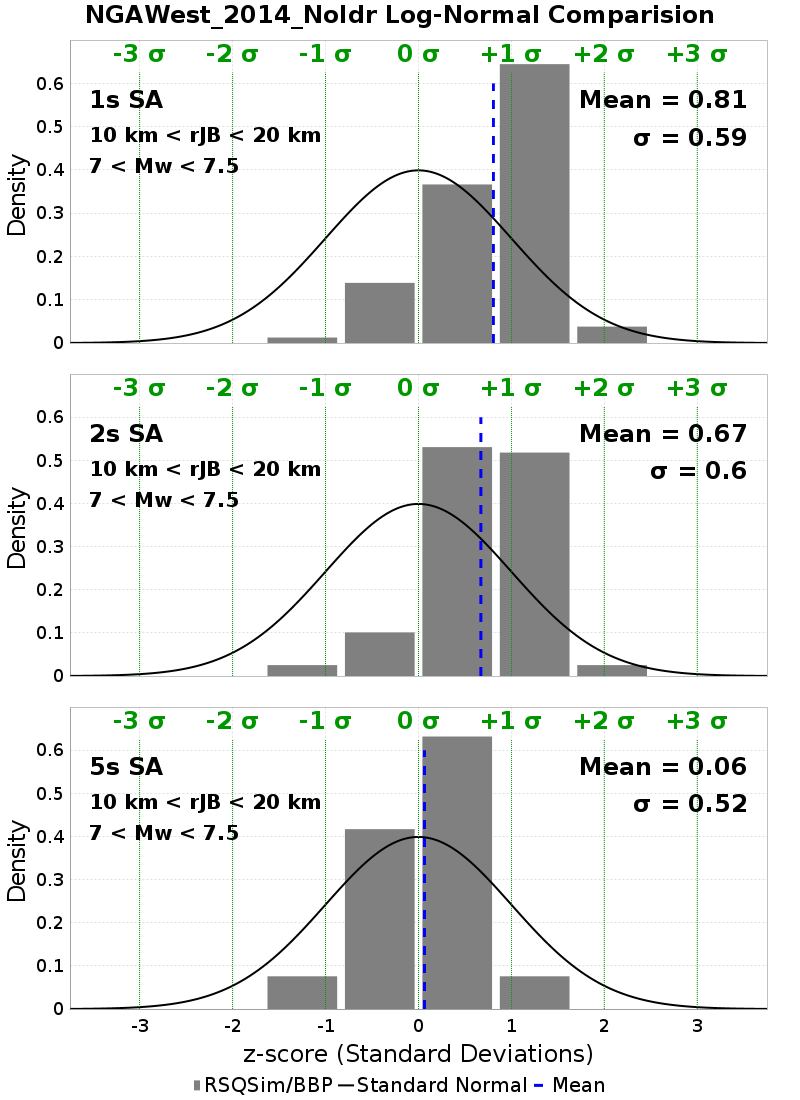 NGAWest_2014_NoIdr Log-Normal Comparision
-3 σ -2 σ -1 σ 0 σ +1 σ +2 σ +3 σ
0.6
1s SA Mean = 0.81
0.5
10 km < rJB < 20 km σ = 0.59
7 < Mw < 7.5
0.4
Density
0.3
0.2
0.1
0
-3 σ -2 σ -1 σ 0 σ +1 σ +2 σ +3 σ
0.6
2s SA Mean = 0.67
0.5
10 km < rJB < 20 km σ = 0.6
7 < Mw < 7.5
0.4
Density
0.3
0.2
0.1
0
-3 σ -2 σ -1 σ 0 σ +1 σ +2 σ +3 σ
0.6
5s SA Mean = 0.06
0.5
10 km < rJB < 20 km σ = 0.52
7 < Mw < 7.5
0.4
Density
0.3
0.2
0.1
0
-3 -2 -1 0 1 2 3
z-score (Standard Deviations)
RSQSim/BBP Standard Normal Mean